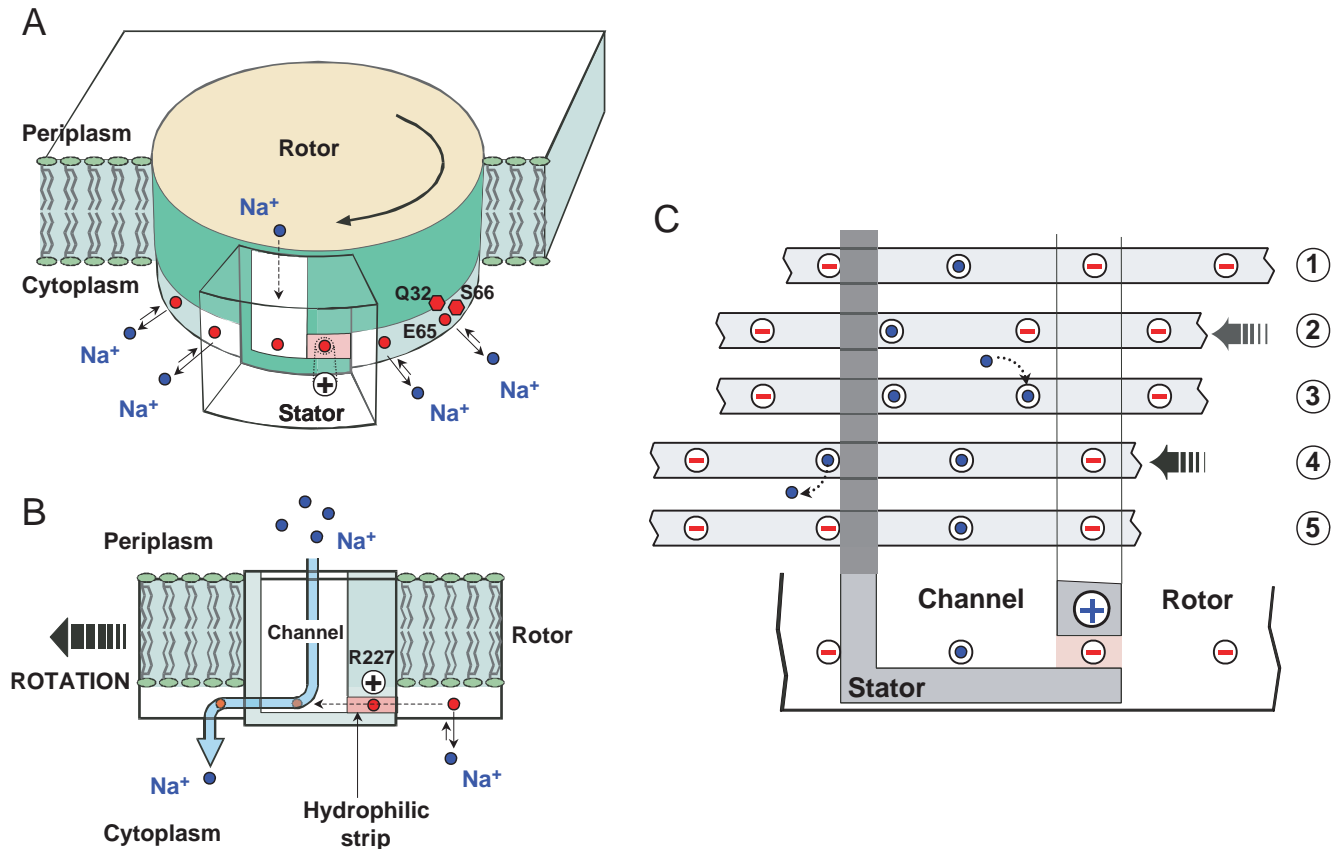 A
Periplasm
Rotor
Na+
Cytoplasm
Q32
S66
E65
Na+
Na+
Na+
Na+
+
Stator
B
Na+
Periplasm
Channel
R227
+
Rotor
ROTATION
Na+
Na+
Hydrophilic
strip
Cytoplasm
C
1
2
3
4
5
Channel
+
Rotor
Stator